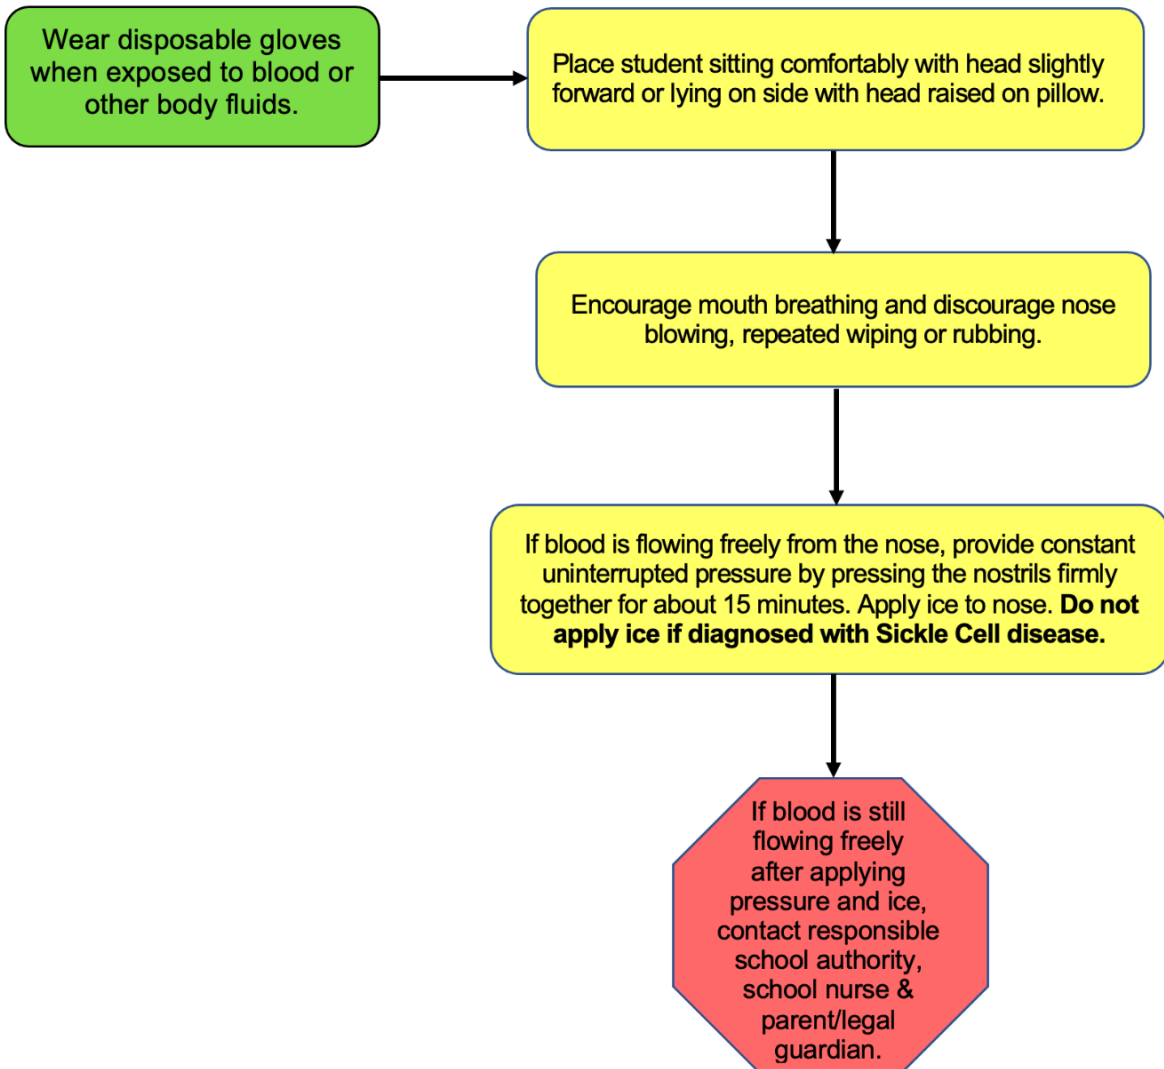 Wear disposable gloves
when exposed to blood or
other body fluids.
Place student sitting comfortably with head slightly
forward or lying on side with head raised on pillow.
Encourage mouth breathing and discourage nose
blowing, repeated wiping or rubbing.
If blood is flowing freely from the nose, provide constant
uninterrupted pressure by pressing the nostrils firmly
together for about 15 minutes. Apply ice to nose. Do not
apply ice if diagnosed with Sickle Cell disease.
If blood is still
flowing freely
after applying
pressure and ice,
contact responsible
school authority,
school nurse &
parent/legal
guardian.